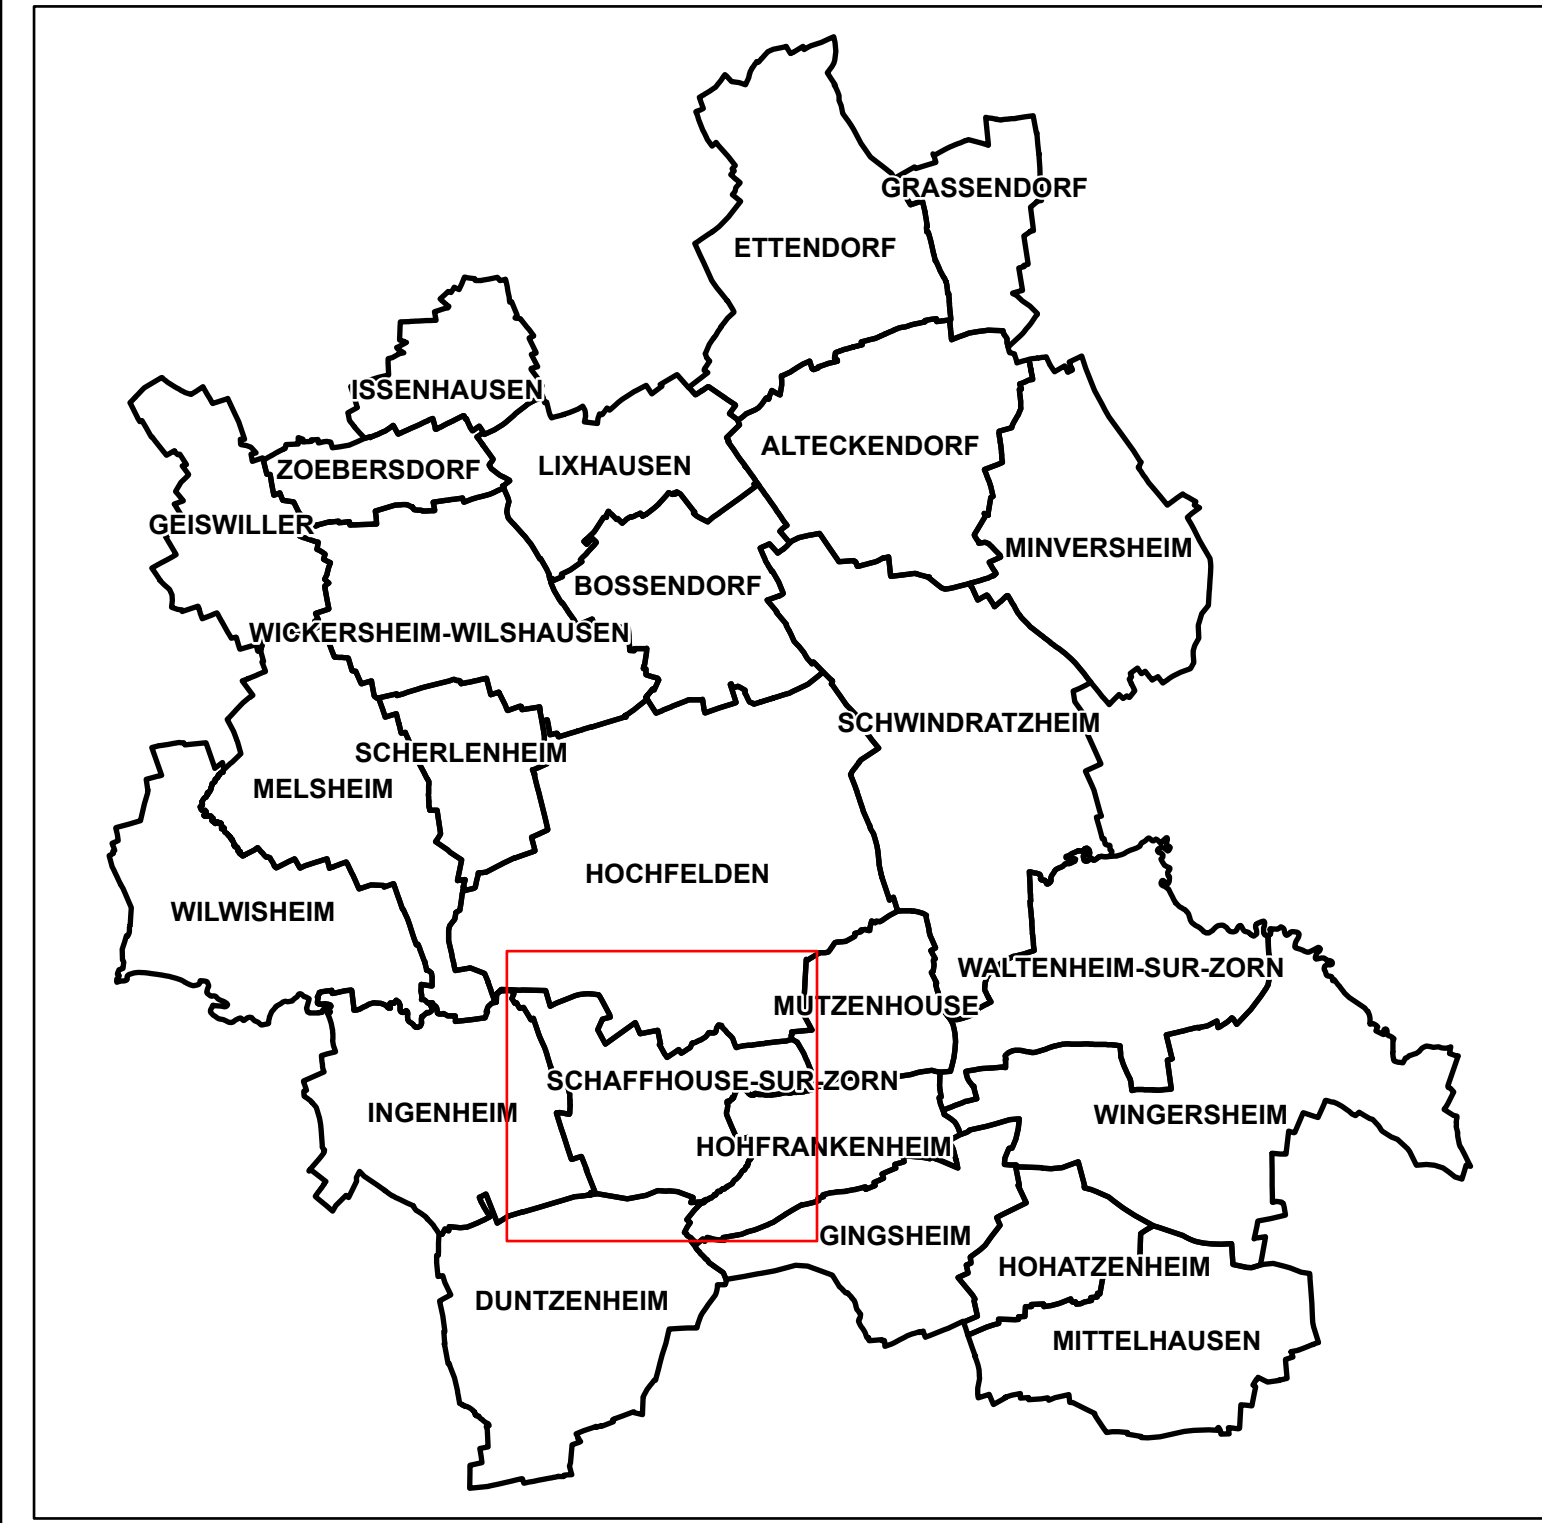 GRASSENDORF
ETTENDORF
ISSENHAUSEN
ALTECKENDORF
ZOEBERSDORF
LIXHAUSEN
GEISWILLER
MINVERSHEIM
BOSSENDORF
WICKERSHEIM-WILSHAUSEN
SCHWINDRATZHEIM
SCHERLENHEIM
MELSHEIM
HOCHFELDEN
WILWISHEIM
WALTENHEIM-SUR-ZORN
MUTZENHOUSE
SCHAFFHOUSE-SUR-ZORN
INGENHEIM
WINGERSHEIM
HOHFRANKENHEIM
GINGSHEIM
HOHATZENHEIM
DUNTZENHEIM
MITTELHAUSEN